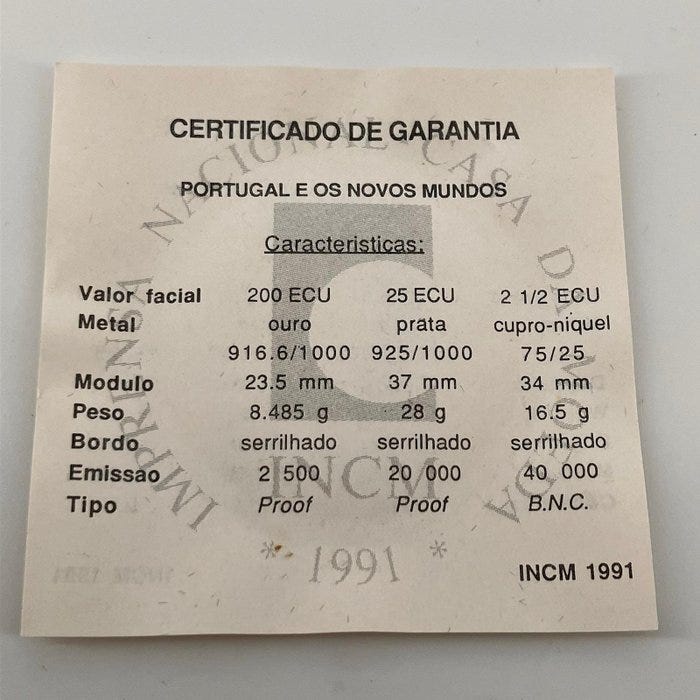 CERTIFICADO DE GARANTIA
PORTUGAL E OS NOVOS MUNDOS
Caracteristicas:
Valor facial 200 ECU 25 ECU 2 1/2 ECU
Metal ouro prata cupro-niquel
916.6/1000 925/1000 75/25
Modulo 23.5 mm 37 mm 34 mm
Peso 8.485 g 28 g 16.5 g
Bordo serrilhado serrilhado serrilhado
Emissao 2 500 20 000 40 000
Tipo Proof Proof B.N.C.
INCM 1991
IMPRENSA NACIONAL CASA DA MOEDA
INCM
* 1991 *
INCM 1991